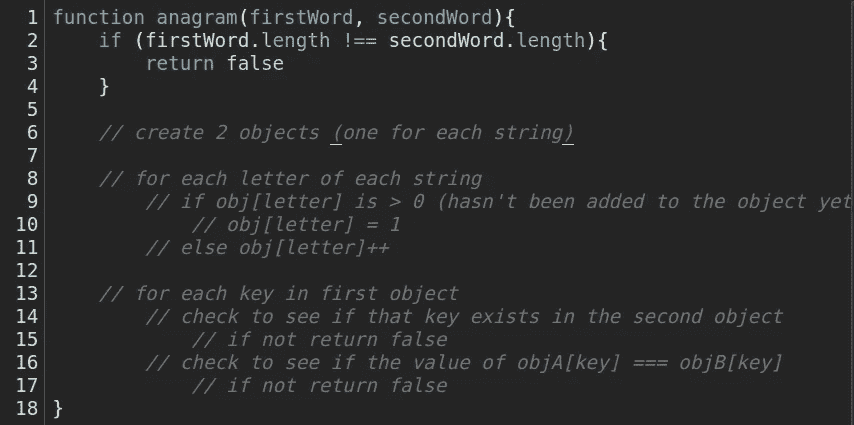 1 function anagram(firstWord, secondWord){
2     if (firstWord.length !== secondWord.length){
3         return false
4     }
5
6     // create 2 objects (one for each string)
7
8     // for each letter of each string
9         // if obj[letter] is > 0 (hasn't been added to the object yet
10             // obj[letter] = 1
11         // else obj[letter]++
12
13     // for each key in first object
14         // check to see if that key exists in the second object
15             // if not return false
16         // check to see if the value of objA[key] === objB[key]
17             // if not return false
18 }